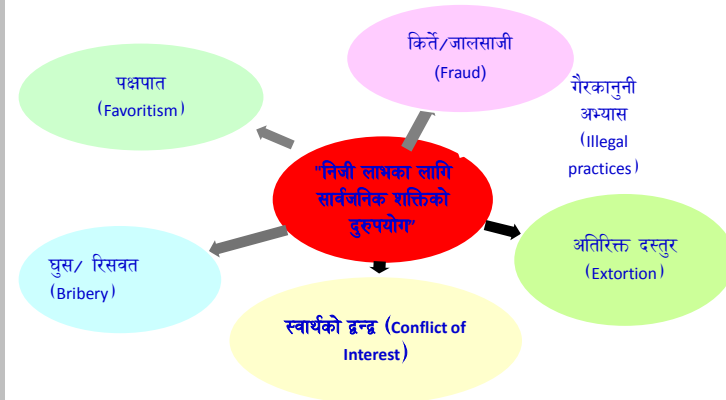 किर्ते/जालसाजी
(Fraud)
पक्षपात
(Favoritism)
गैरकानुनी
अभ्यास
(Illegal
practices)
"निजी लाभका लागि
सार्वजनिक शक्तिको
दुरुपयोग"
अतिरिक्त दस्तुर
(Extortion)
घुस/ रिसवत
(Bribery)
स्वार्थको द्वन्द्व (Conflict of
Interest)